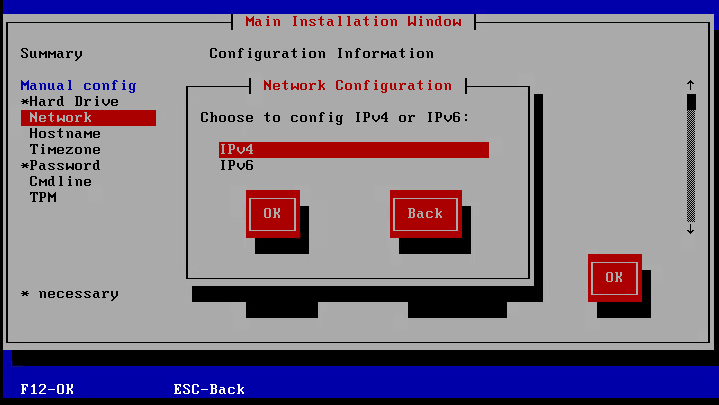 Main Installation Window
Summary
Configuration Information
Manual config
*Hard Drive
Network
Hostname
Timezone
*Password
Cmdline
TPM
* necessary
Network Configuration
Choose to config IPv4 or IPv6:
IPv4
IPv6
OK
Back
OK
F12-OK
ESC-Back